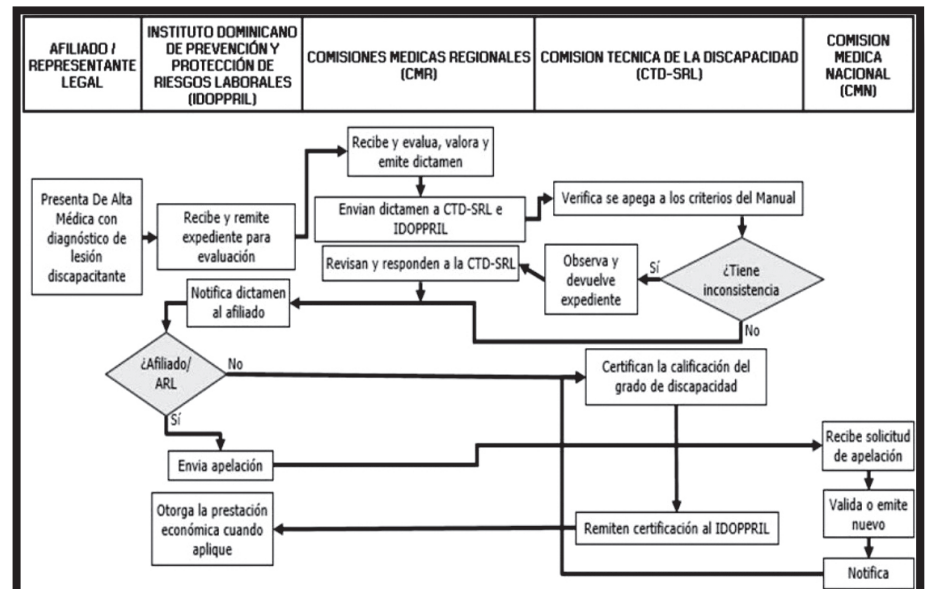 AFILIADO /
REPRESENTANTE
LEGAL
INSTITUTO DOMINICANO
DE PREVENCIÓN Y
PROTECCIÓN DE
RIESGOS LABORALES
(IDOPPRIL)
COMISIONES MEDICAS REGIONALES
(CMR)
COMISION TECNICA DE LA DISCAPACIDAD
(CTD-SRL)
COMISION
MEDICA
NACIONAL
(CMN)
Recibe y evalua, valora y
emite dictamen
Presenta De Alta
Médica con
diagnóstico de
lesión
discapacitante
Recibe y remite
expediente para
evaluación
Envian dictamen a CTD-SRL e
IDOPPRIL
Verifica se apega a los criterios del Manual
Revisan y responden a la CTD-SRL
Observa y
devuelve
expediente
Sí
¿Tiene
inconsistencia
No
Notifica dictamen
al afiliado
¿Afiliado/
ARL
No
Sí
Certifican la calificación del
grado de discapacidad
Envia apelación
Recibe solicitud
de apelación
Otorga la prestación
económica cuando
aplique
Remiten certificación al IDOPPRIL
Valida o emite
nuevo
Notifica